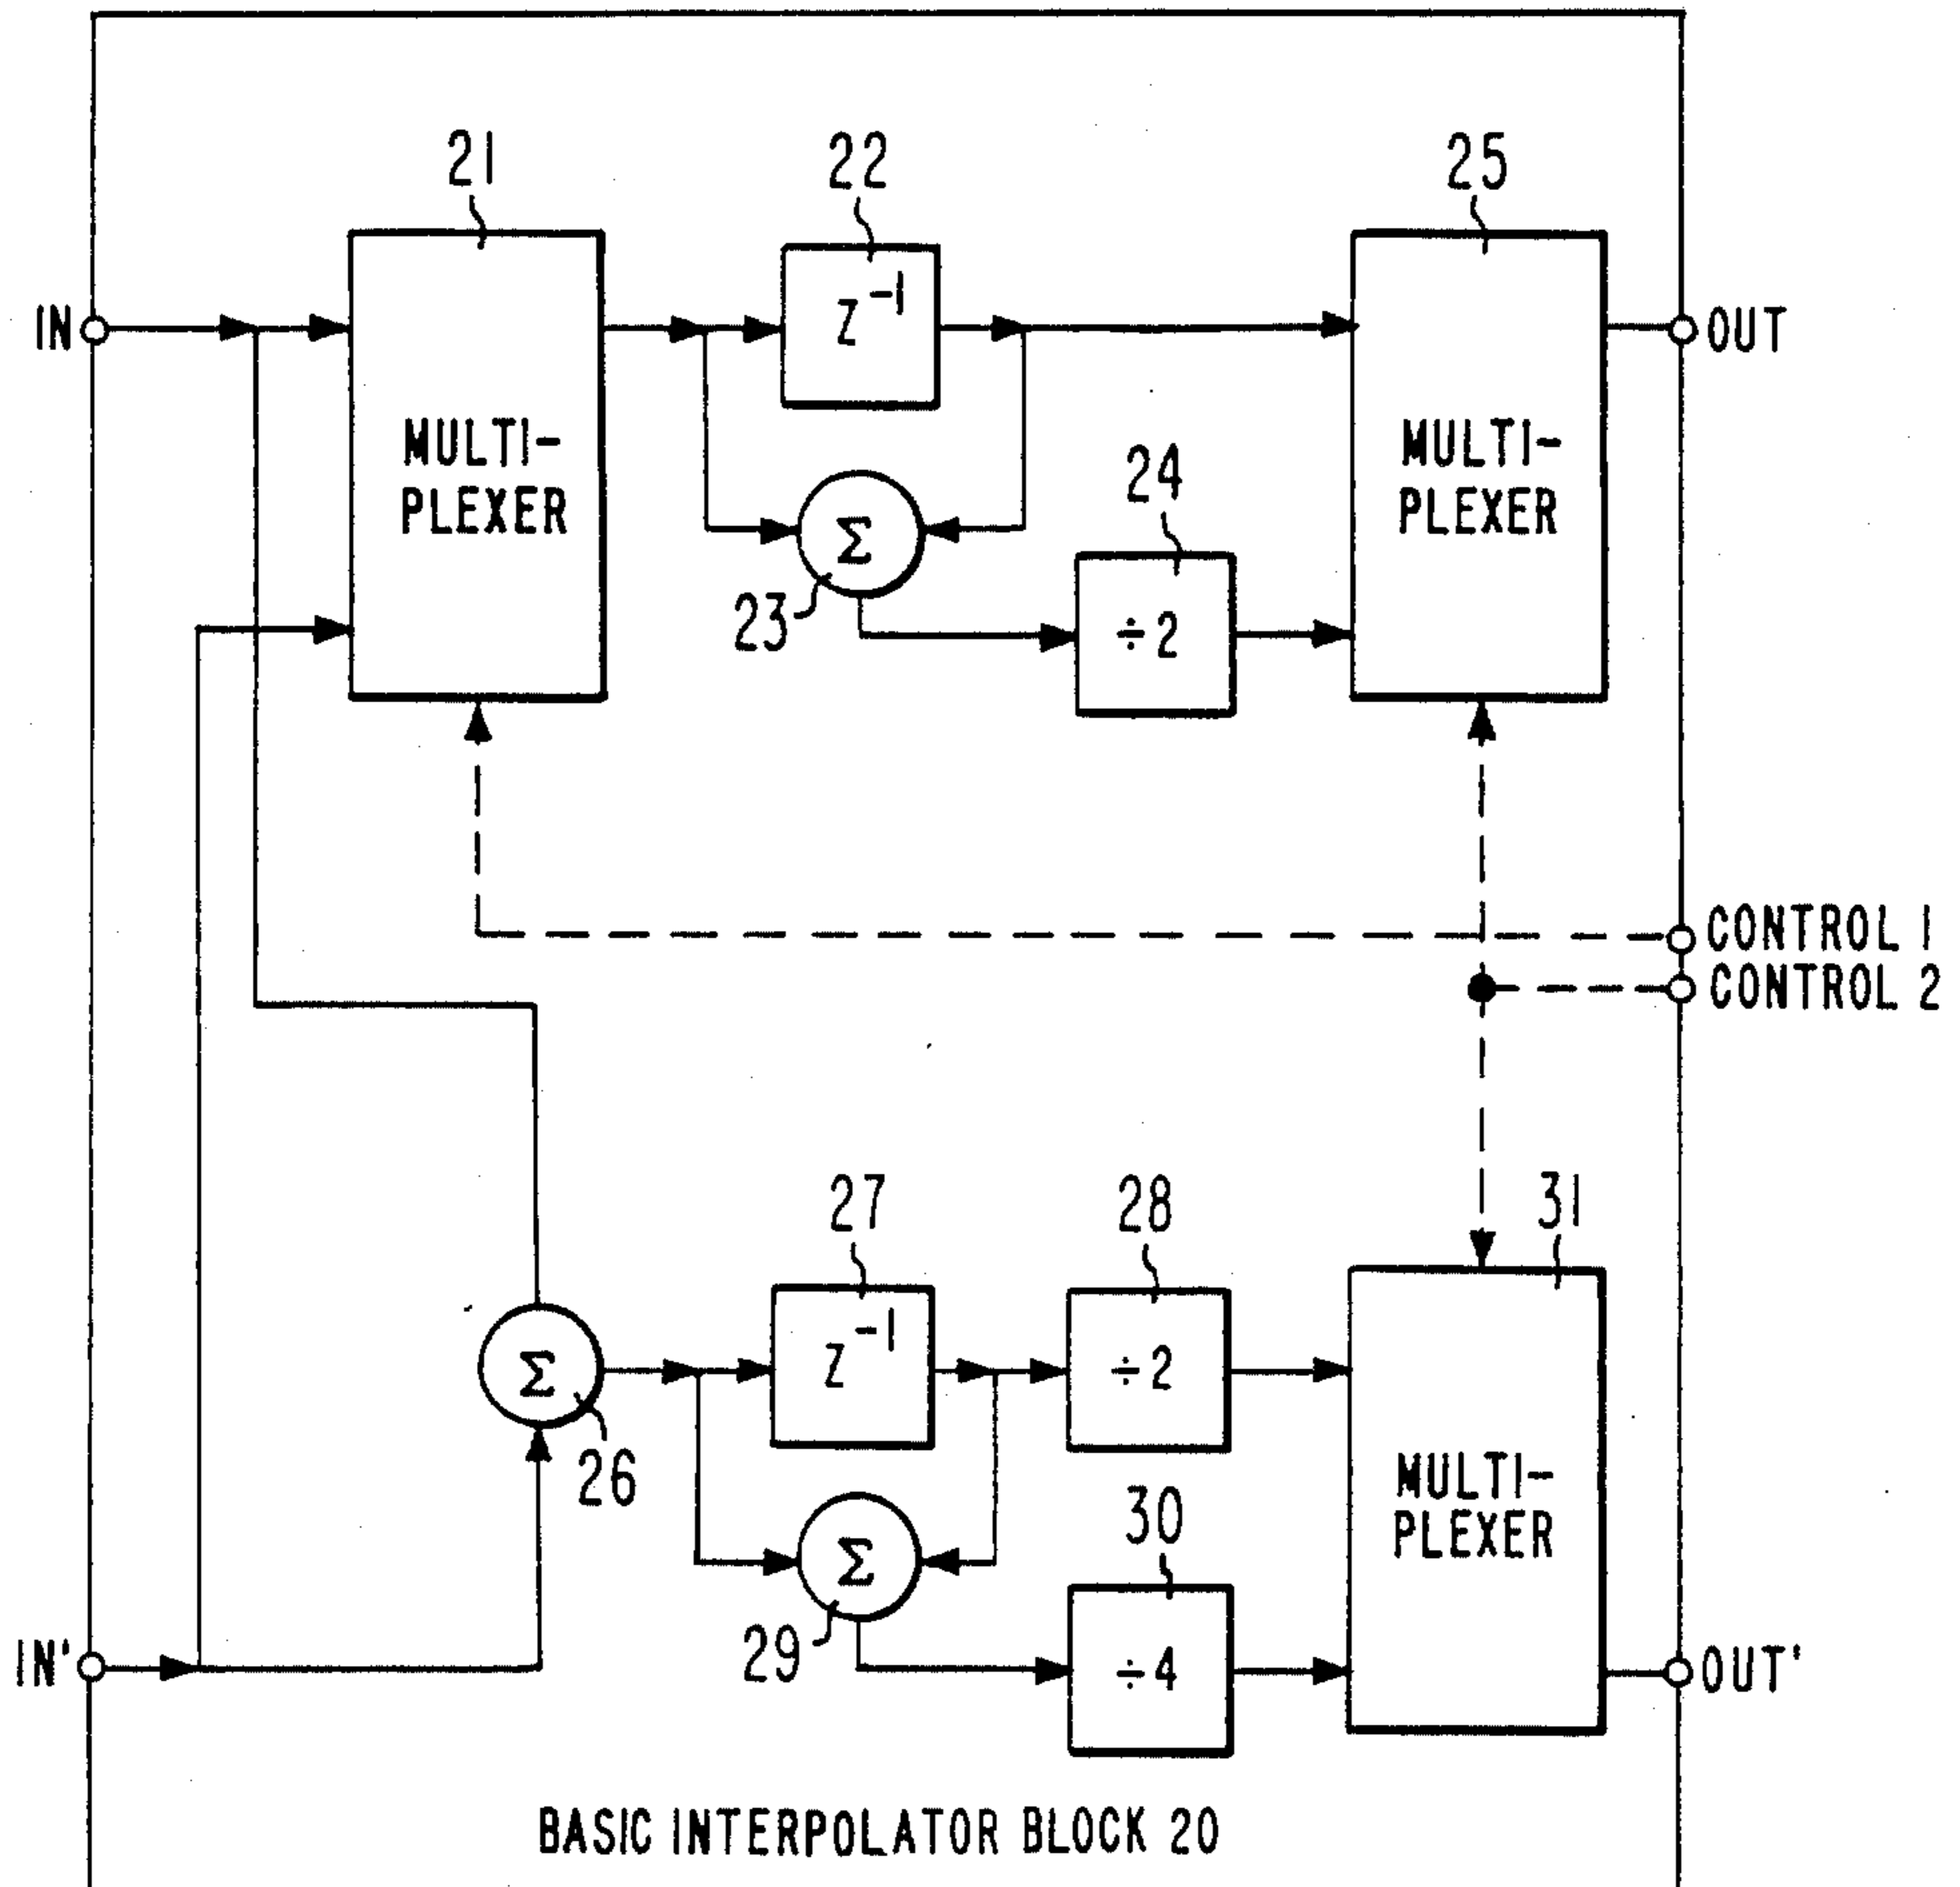 21
22
25
IN
Z⁻¹
OUT
MULTI-
PLEXER
24
MULTI-
PLEXER
Σ
23
÷2
CONTROL 1
CONTROL 2
27
28
31
Σ
26
Z⁻¹
÷2
30
MULTI-
PLEXER
Σ
29
IN'
÷4
OUT'
BASIC INTERPOLATOR BLOCK 20